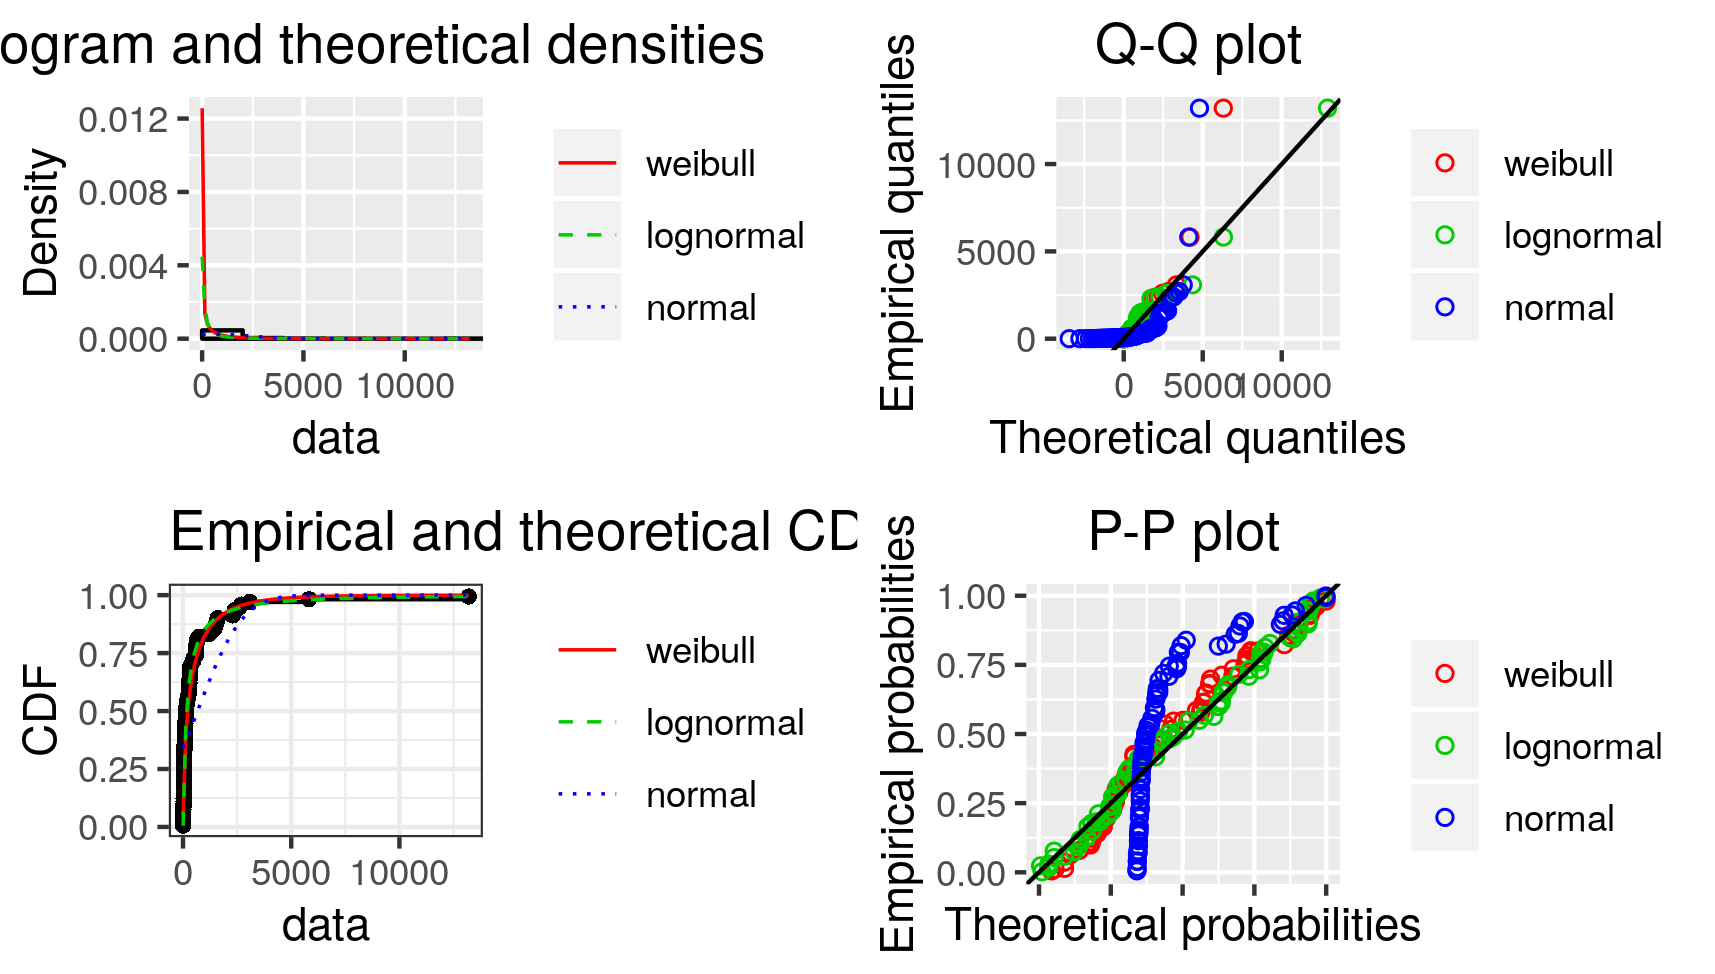 ogram and theoretical densities
Density
0.012
0.008
0.004
0.000
0 5000 10000
data
weibull
lognormal
normal
Q-Q plot
Empirical quantiles
10000
5000
0
0 5000 10000
Theoretical quantiles
weibull
lognormal
normal
Empirical and theoretical CD
CDF
1.00
0.75
0.50
0.25
0.00
0 5000 10000
data
weibull
lognormal
normal
P-P plot
Empirical probabilities
1.00
0.75
0.50
0.25
0.00
Theoretical probabilities
weibull
lognormal
normal